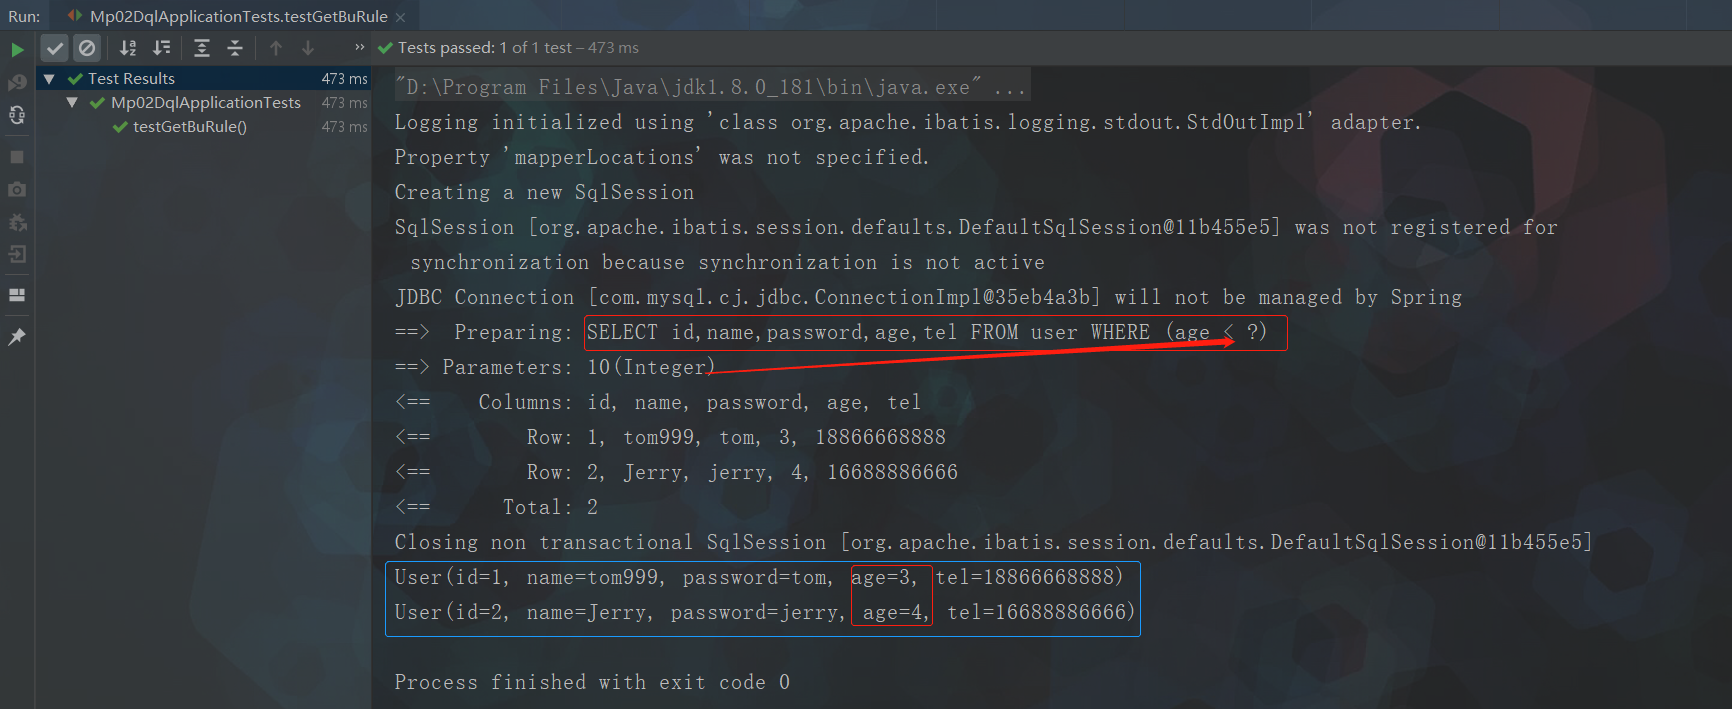 Run: Mp02DqlApplicationTests.testGetBuRule ×
» Tests passed: 1 of 1 test – 473 ms
Test Results 473 ms
Mp02DqlApplicationTests 473 ms
testGetBuRule() 473 ms
"D:\Program Files\Java\jdk1.8.0_181\bin\java.exe" ...
Logging initialized using 'class org.apache.ibatis.logging.stdout.StdOutImpl' adapter.
Property 'mapperLocations' was not specified.
Creating a new SqlSession
SqlSession [org.apache.ibatis.session.defaults.DefaultSqlSession@11b455e5] was not registered for
synchronization because synchronization is not active
JDBC Connection [com.mysql.cj.jdbc.ConnectionImpl@35eb4a3b] will not be managed by Spring
==>  Preparing: SELECT id,name,password,age,tel FROM user WHERE (age < ?)
==> Parameters: 10(Integer)
<==    Columns: id, name, password, age, tel
<==        Row: 1, tom999, tom, 3, 18866668888
<==        Row: 2, Jerry, jerry, 4, 16688886666
<==      Total: 2
Closing non transactional SqlSession [org.apache.ibatis.session.defaults.DefaultSqlSession@11b455e5]
User(id=1, name=tom999, password=tom, age=3, tel=18866668888)
User(id=2, name=Jerry, password=jerry, age=4, tel=16688886666)
Process finished with exit code 0